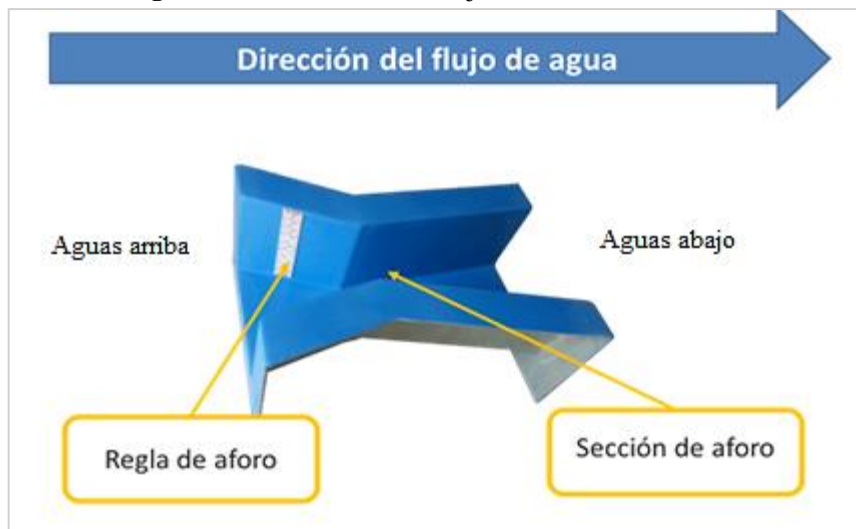 Dirección del flujo de agua
Aguas arriba
Aguas abajo
Regla de aforo
Sección de aforo